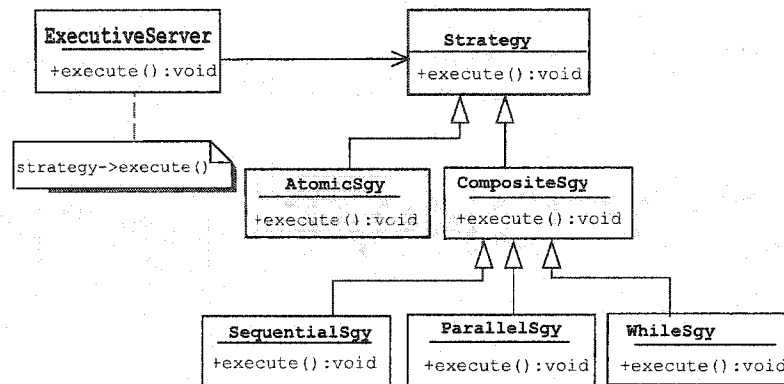 ExecutiveServer
+execute():void
Strategy
+execute():void
strategy->execute()
AtomicSgy
+execute():void
CompositeSgy
+execute():void
SequentialSgy
+execute():void
ParallelSgy
+execute():void
WhileSgy
+execute():void